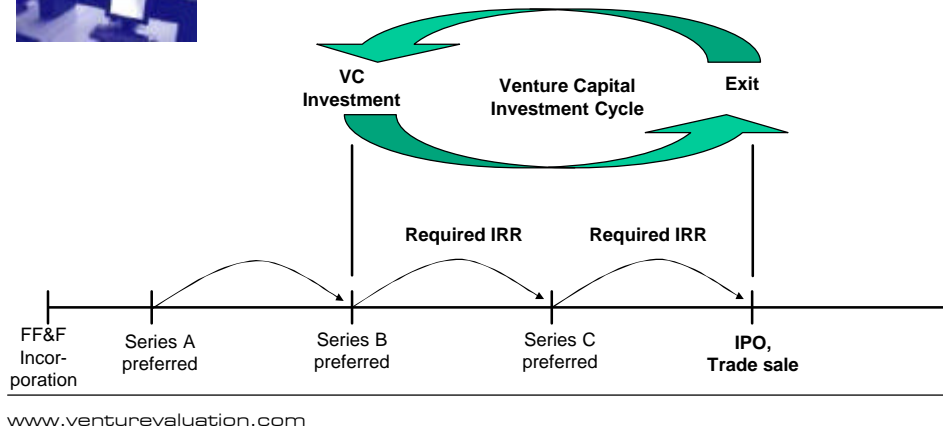 VC
Investment
Venture Capital
Investment Cycle
Exit
Required IRR
Required IRR
FF&F
Incor-
poration
Series A
preferred
Series B
preferred
Series C
preferred
IPO,
Trade sale
www.venturevaluation.com